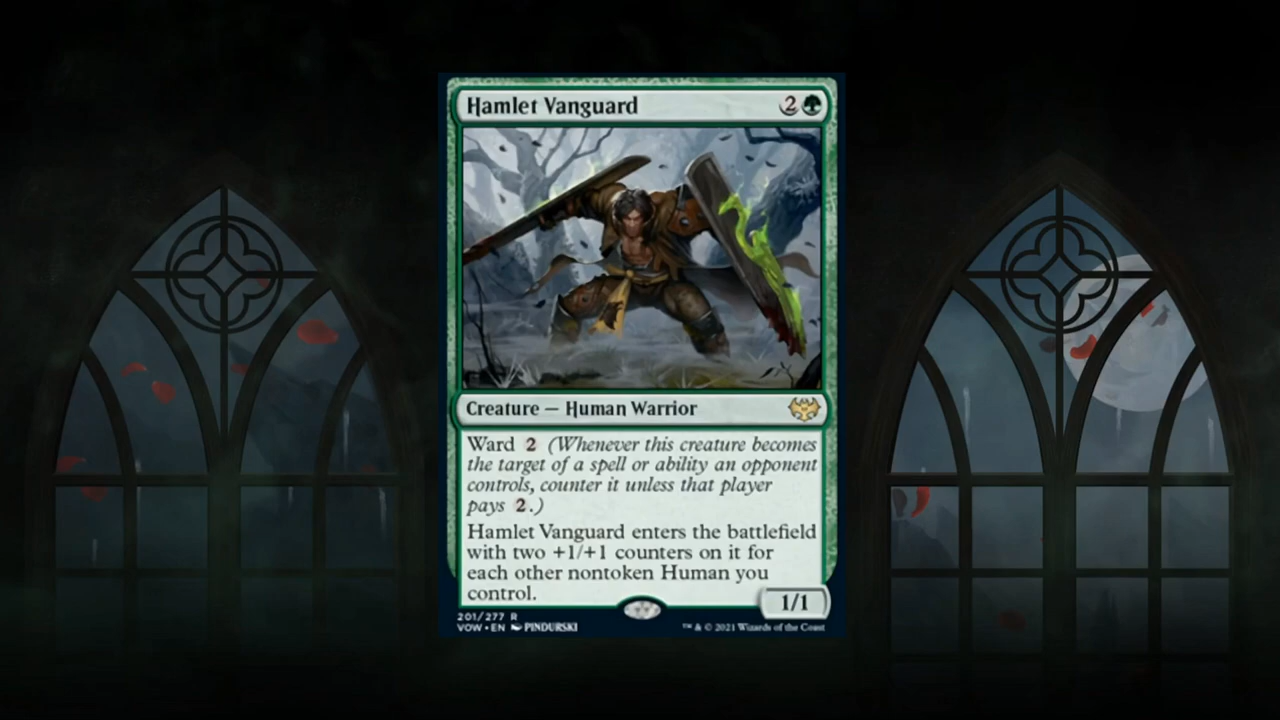 Hamlet Vanguard 2
Creature — Human Warrior
Ward 2 (Whenever this creature becomes
the target of a spell or ability an opponent
controls, counter it unless that player
pays 2.)
Hamlet Vanguard enters the battlefield
with two +1/+1 counters on it for
each other nontoken Human you
control.
1/1
201/277 R
VOW • EN PINDURSKI
™ & © 2021 Wizards of the Coast